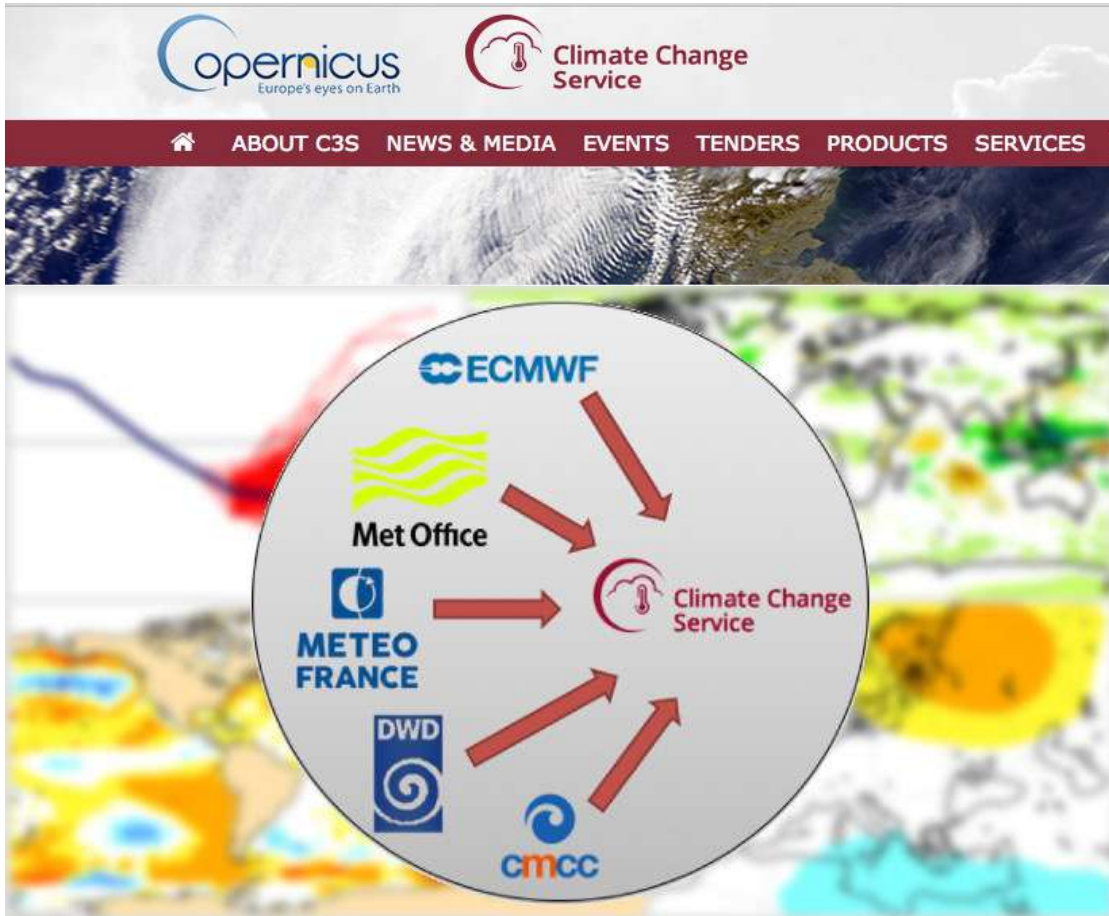 Copernicus
Europe's eyes on Earth
Climate Change
Service
ABOUT C3S NEWS & MEDIA EVENTS TENDERS PRODUCTS SERVICES
ECMWF
Met Office
METEO
FRANCE
Climate Change
Service
DWD
cmcc